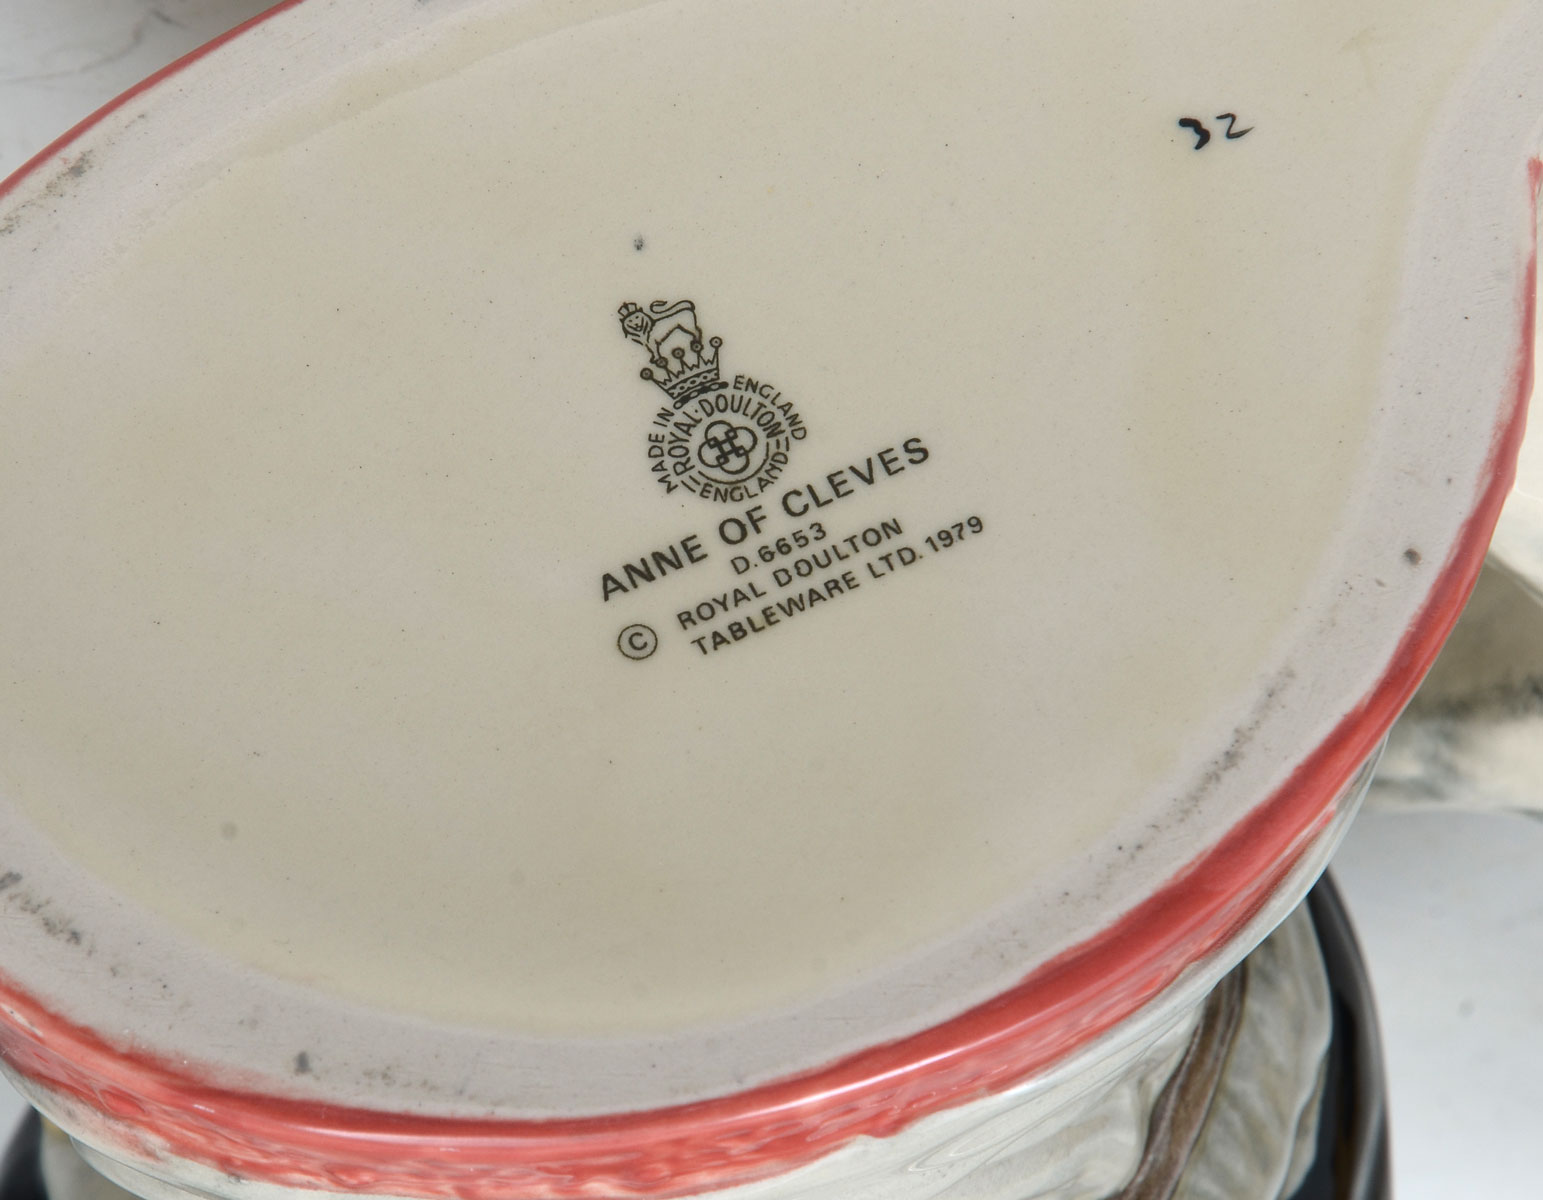 32
MADE IN ENGLAND
ROYAL·DOULTON
ENGLAND
ANNE OF CLEVES
D.6653
© ROYAL DOULTON
TABLEWARE LTD. 1979